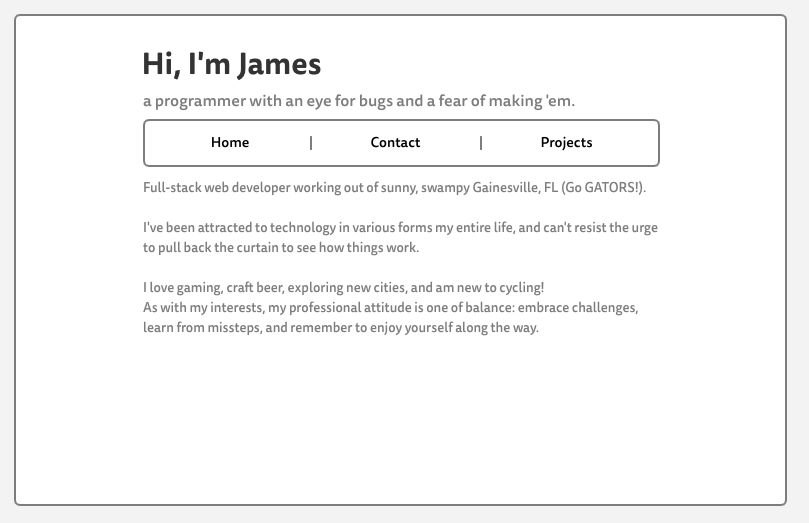 Hi, I'm James
a programmer with an eye for bugs and a fear of making 'em.
Home | Contact | Projects
Full-stack web developer working out of sunny, swampy Gainesville, FL (Go GATORS!).
I've been attracted to technology in various forms my entire life, and can't resist the urge
to pull back the curtain to see how things work.
I love gaming, craft beer, exploring new cities, and am new to cycling!
As with my interests, my professional attitude is one of balance: embrace challenges,
learn from missteps, and remember to enjoy yourself along the way.